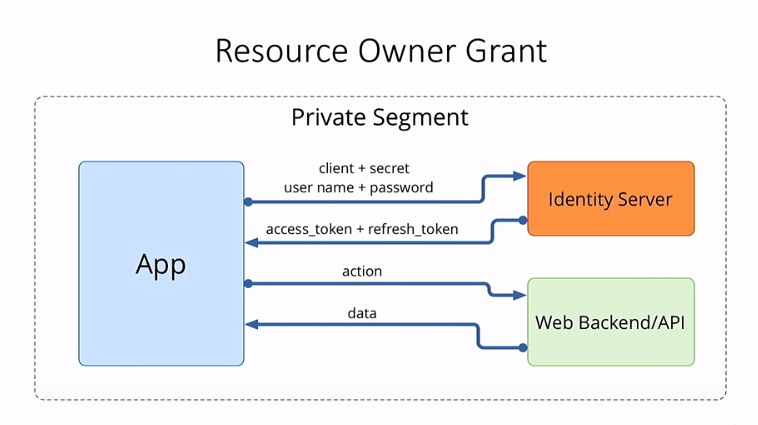 Resource Owner Grant
Private Segment
client + secret
user name + password
Identity Server
access_token + refresh_token
App
action
Web Backend/API
data